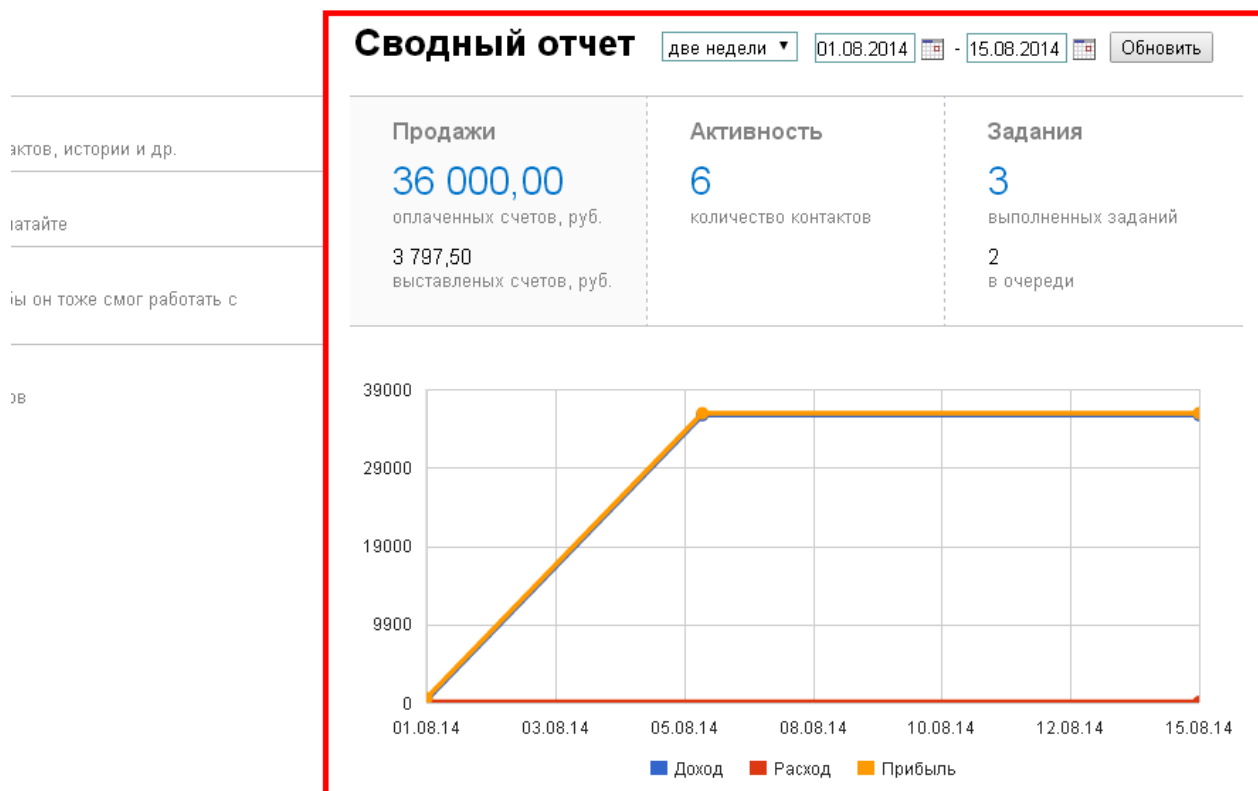 актов, истории и др.
ы он тоже смог работать с
ов
Сводный отчет две недели 01.08.2014 - 15.08.2014 Обновить
Продажи Активность Задания
36 000,00 6 3
оплаченных счетов, руб. количество контактов выполненных заданий
3 797,50 2
выставленых счетов, руб. в очереди
39000
29000
19000
9900
0
01.08.14 03.08.14 05.08.14 08.08.14 10.08.14 12.08.14 15.08.14
Доход Расход Прибыль